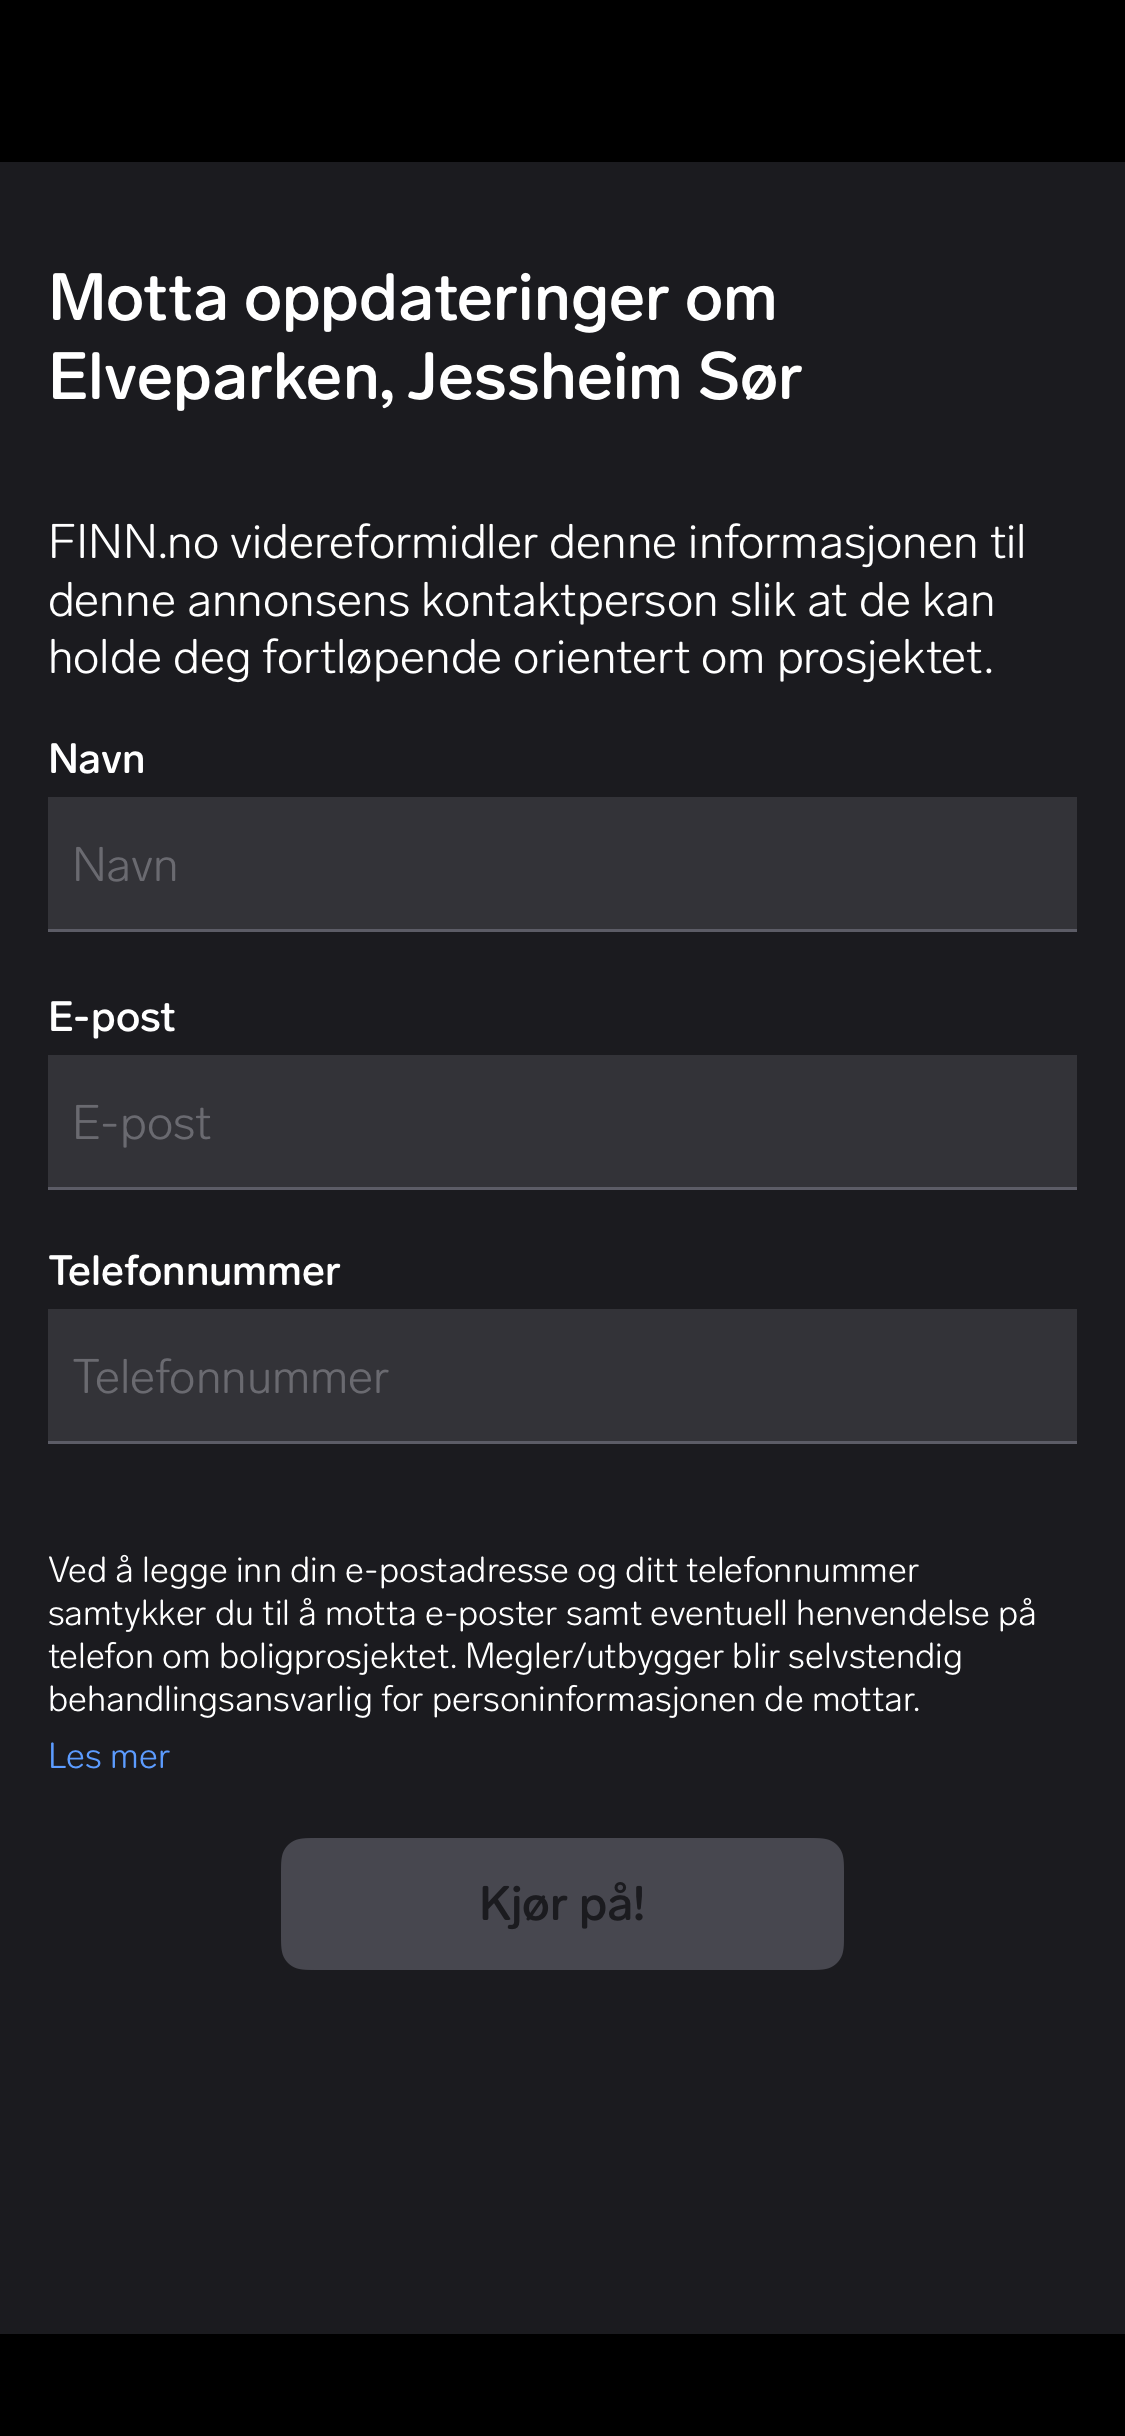 Motta oppdateringer om
Elveparken, Jessheim Sør
FINN.no videreformidler denne informasjonen til
denne annonsens kontaktperson slik at de kan
holde deg fortløpende orientert om prosjektet.
Navn
Navn
E-post
E-post
Telefonnummer
Telefonnummer
Ved å legge inn din e-postadresse og ditt telefonnummer
samtykker du til å motta e-poster samt eventuell henvendelse på
telefon om boligprosjektet. Megler/utbygger blir selvstendig
behandlingsansvarlig for personinformasjonen de mottar.
Les mer
Kjør på!